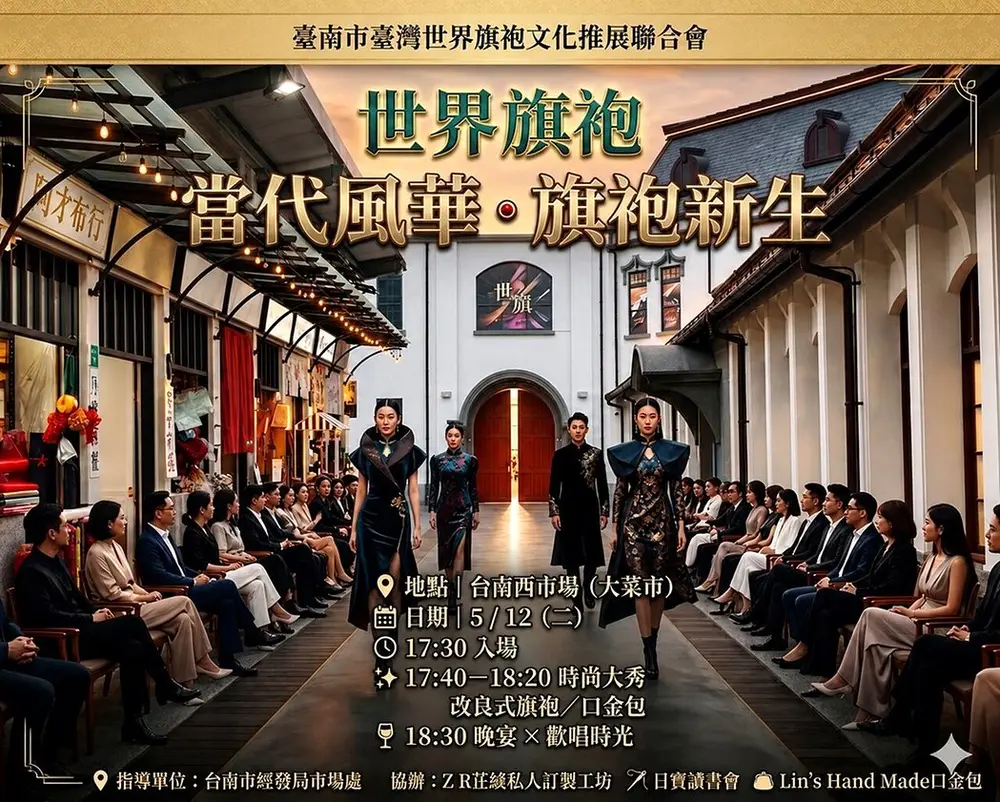 臺南市臺灣世界旗袍文化推展聯合會
世界旗袍
當代風華・旗袍新生
布行
世旗
地點｜台南西市場（大菜市）
日期｜5 / 12（二）
17:30 入場
17:40－18:20 時尚大秀
改良式旗袍／口金包
18:30 晚宴 × 歡唱時光
指導單位：台南市經發局市場處 協辦：Z R荘綫私人訂製工坊 日寶讀書會 Lin's Hand Made口金包